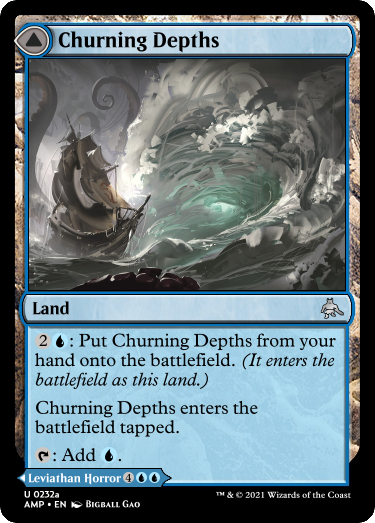 Churning Depths
Land
2 : Put Churning Depths from your
hand onto the battlefield. (It enters the
battlefield as this land.)
Churning Depths enters the
battlefield tapped.
: Add .
Leviathan Horror 4
U 0232a
AMP • EN Bigball Gao
™ & © 2021 Wizards of the Coast